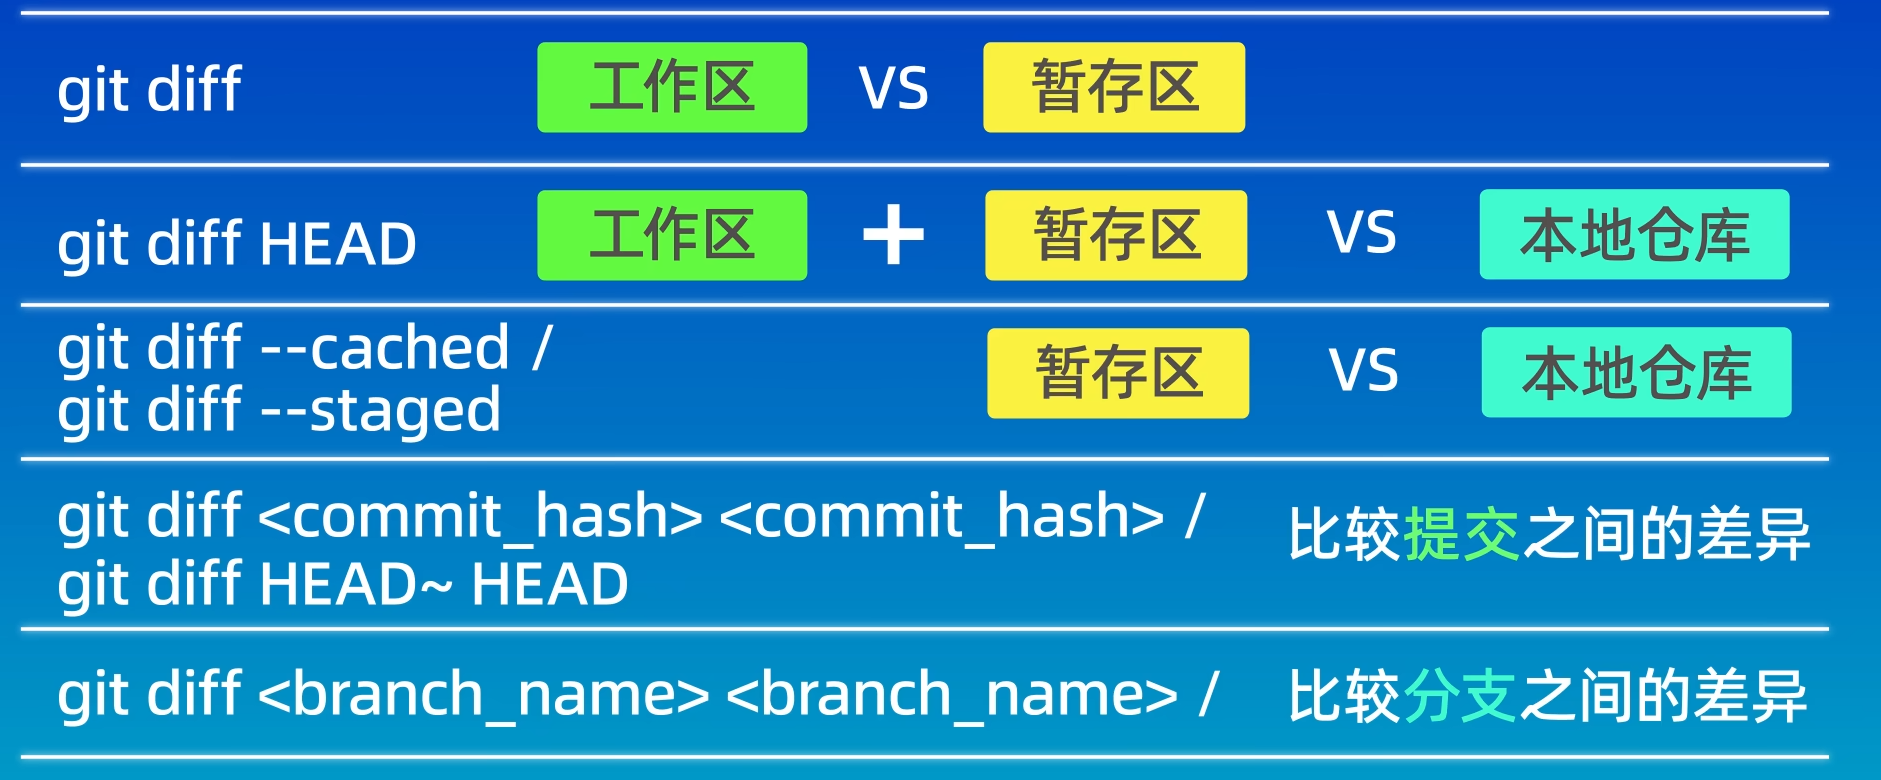 git diff 工作区 VS 暂存区
git diff HEAD 工作区 + 暂存区 VS 本地仓库
git diff --cached /
git diff --staged
暂存区 VS 本地仓库
git diff <commit_hash> <commit_hash> /
git diff HEAD~ HEAD
比较提交之间的差异
git diff <branch_name> <branch_name> / 比较分支之间的差异